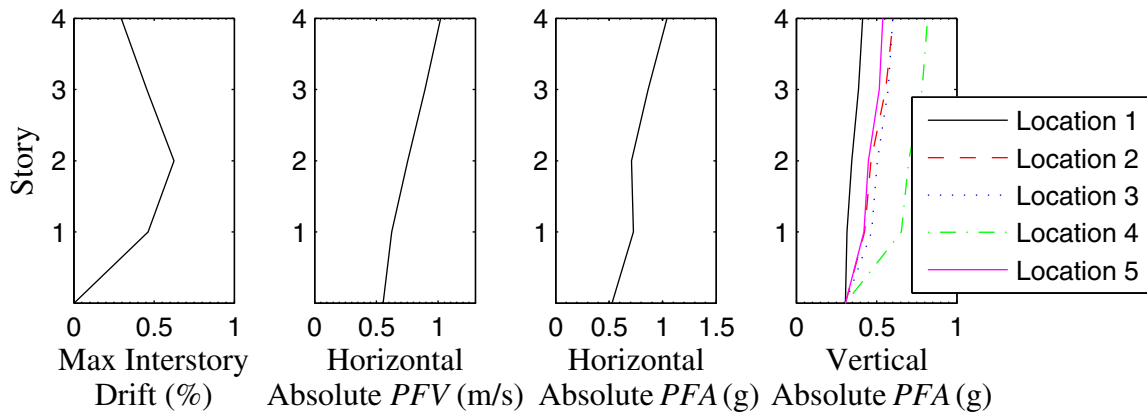 4
3
2
1
Story
0 0.5 1
Max Interstory
Drift (%)
4
3
2
1
0 0.5 1
Horizontal
Absolute PFV (m/s)
4
3
2
1
0 0.5 1 1.5
Horizontal
Absolute PFA (g)
4
3
2
1
0 0.5 1
Vertical
Absolute PFA (g)
Location 1
Location 2
Location 3
Location 4
Location 5